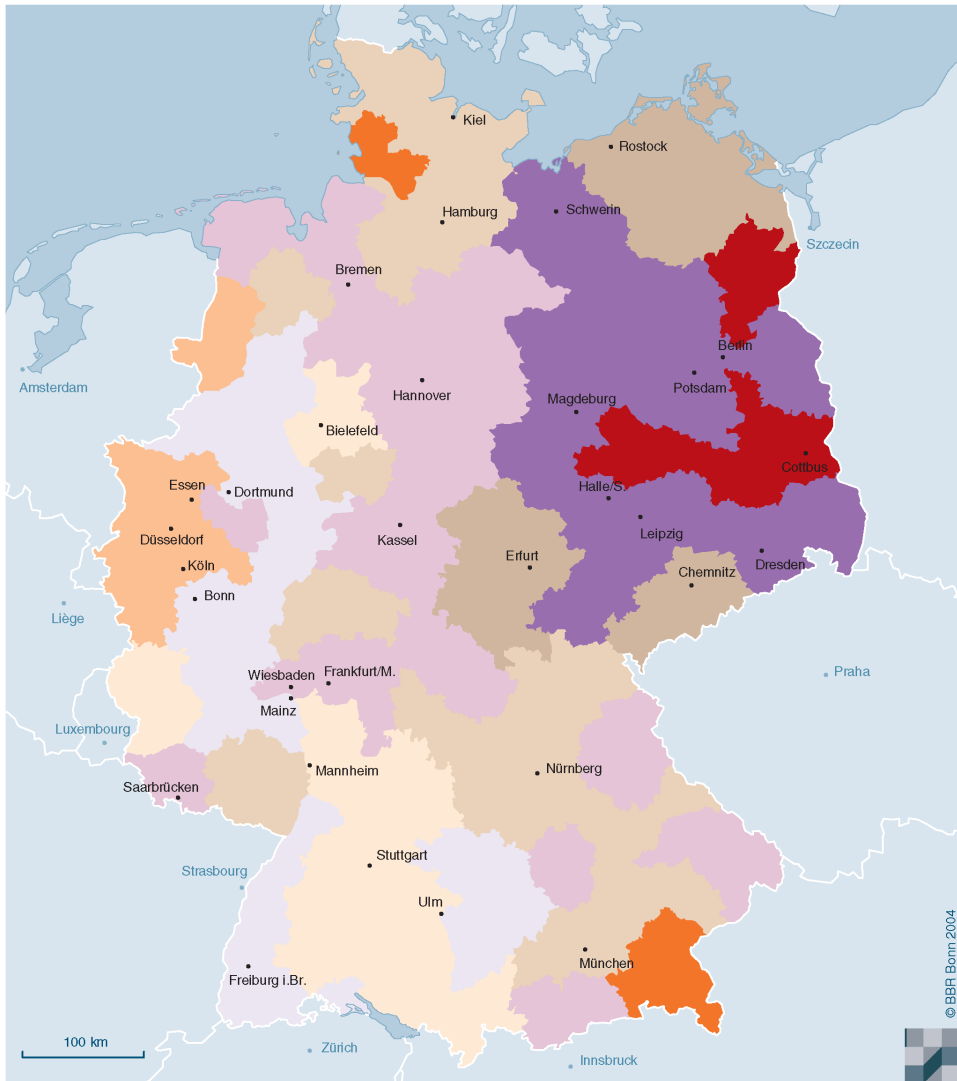 Kiel
Rostock
Schwerin
Hamburg
Szczecin
Bremen
Berlin
Amsterdam
Potsdam
Hannover
Magdeburg
Bielefeld
Cottbus
Essen
Dortmund
Halle/S.
Leipzig
Düsseldorf
Kassel
Erfurt
Dresden
Köln
Chemnitz
Bonn
Liège
Wiesbaden
Frankfurt/M.
Praha
Mainz
Luxembourg
Mannheim
Nürnberg
Saarbrücken
Stuttgart
Strasbourg
Ulm
München
Freiburg i.Br.
© BBR Bonn 2004
100 km
Zürich
Innsbruck